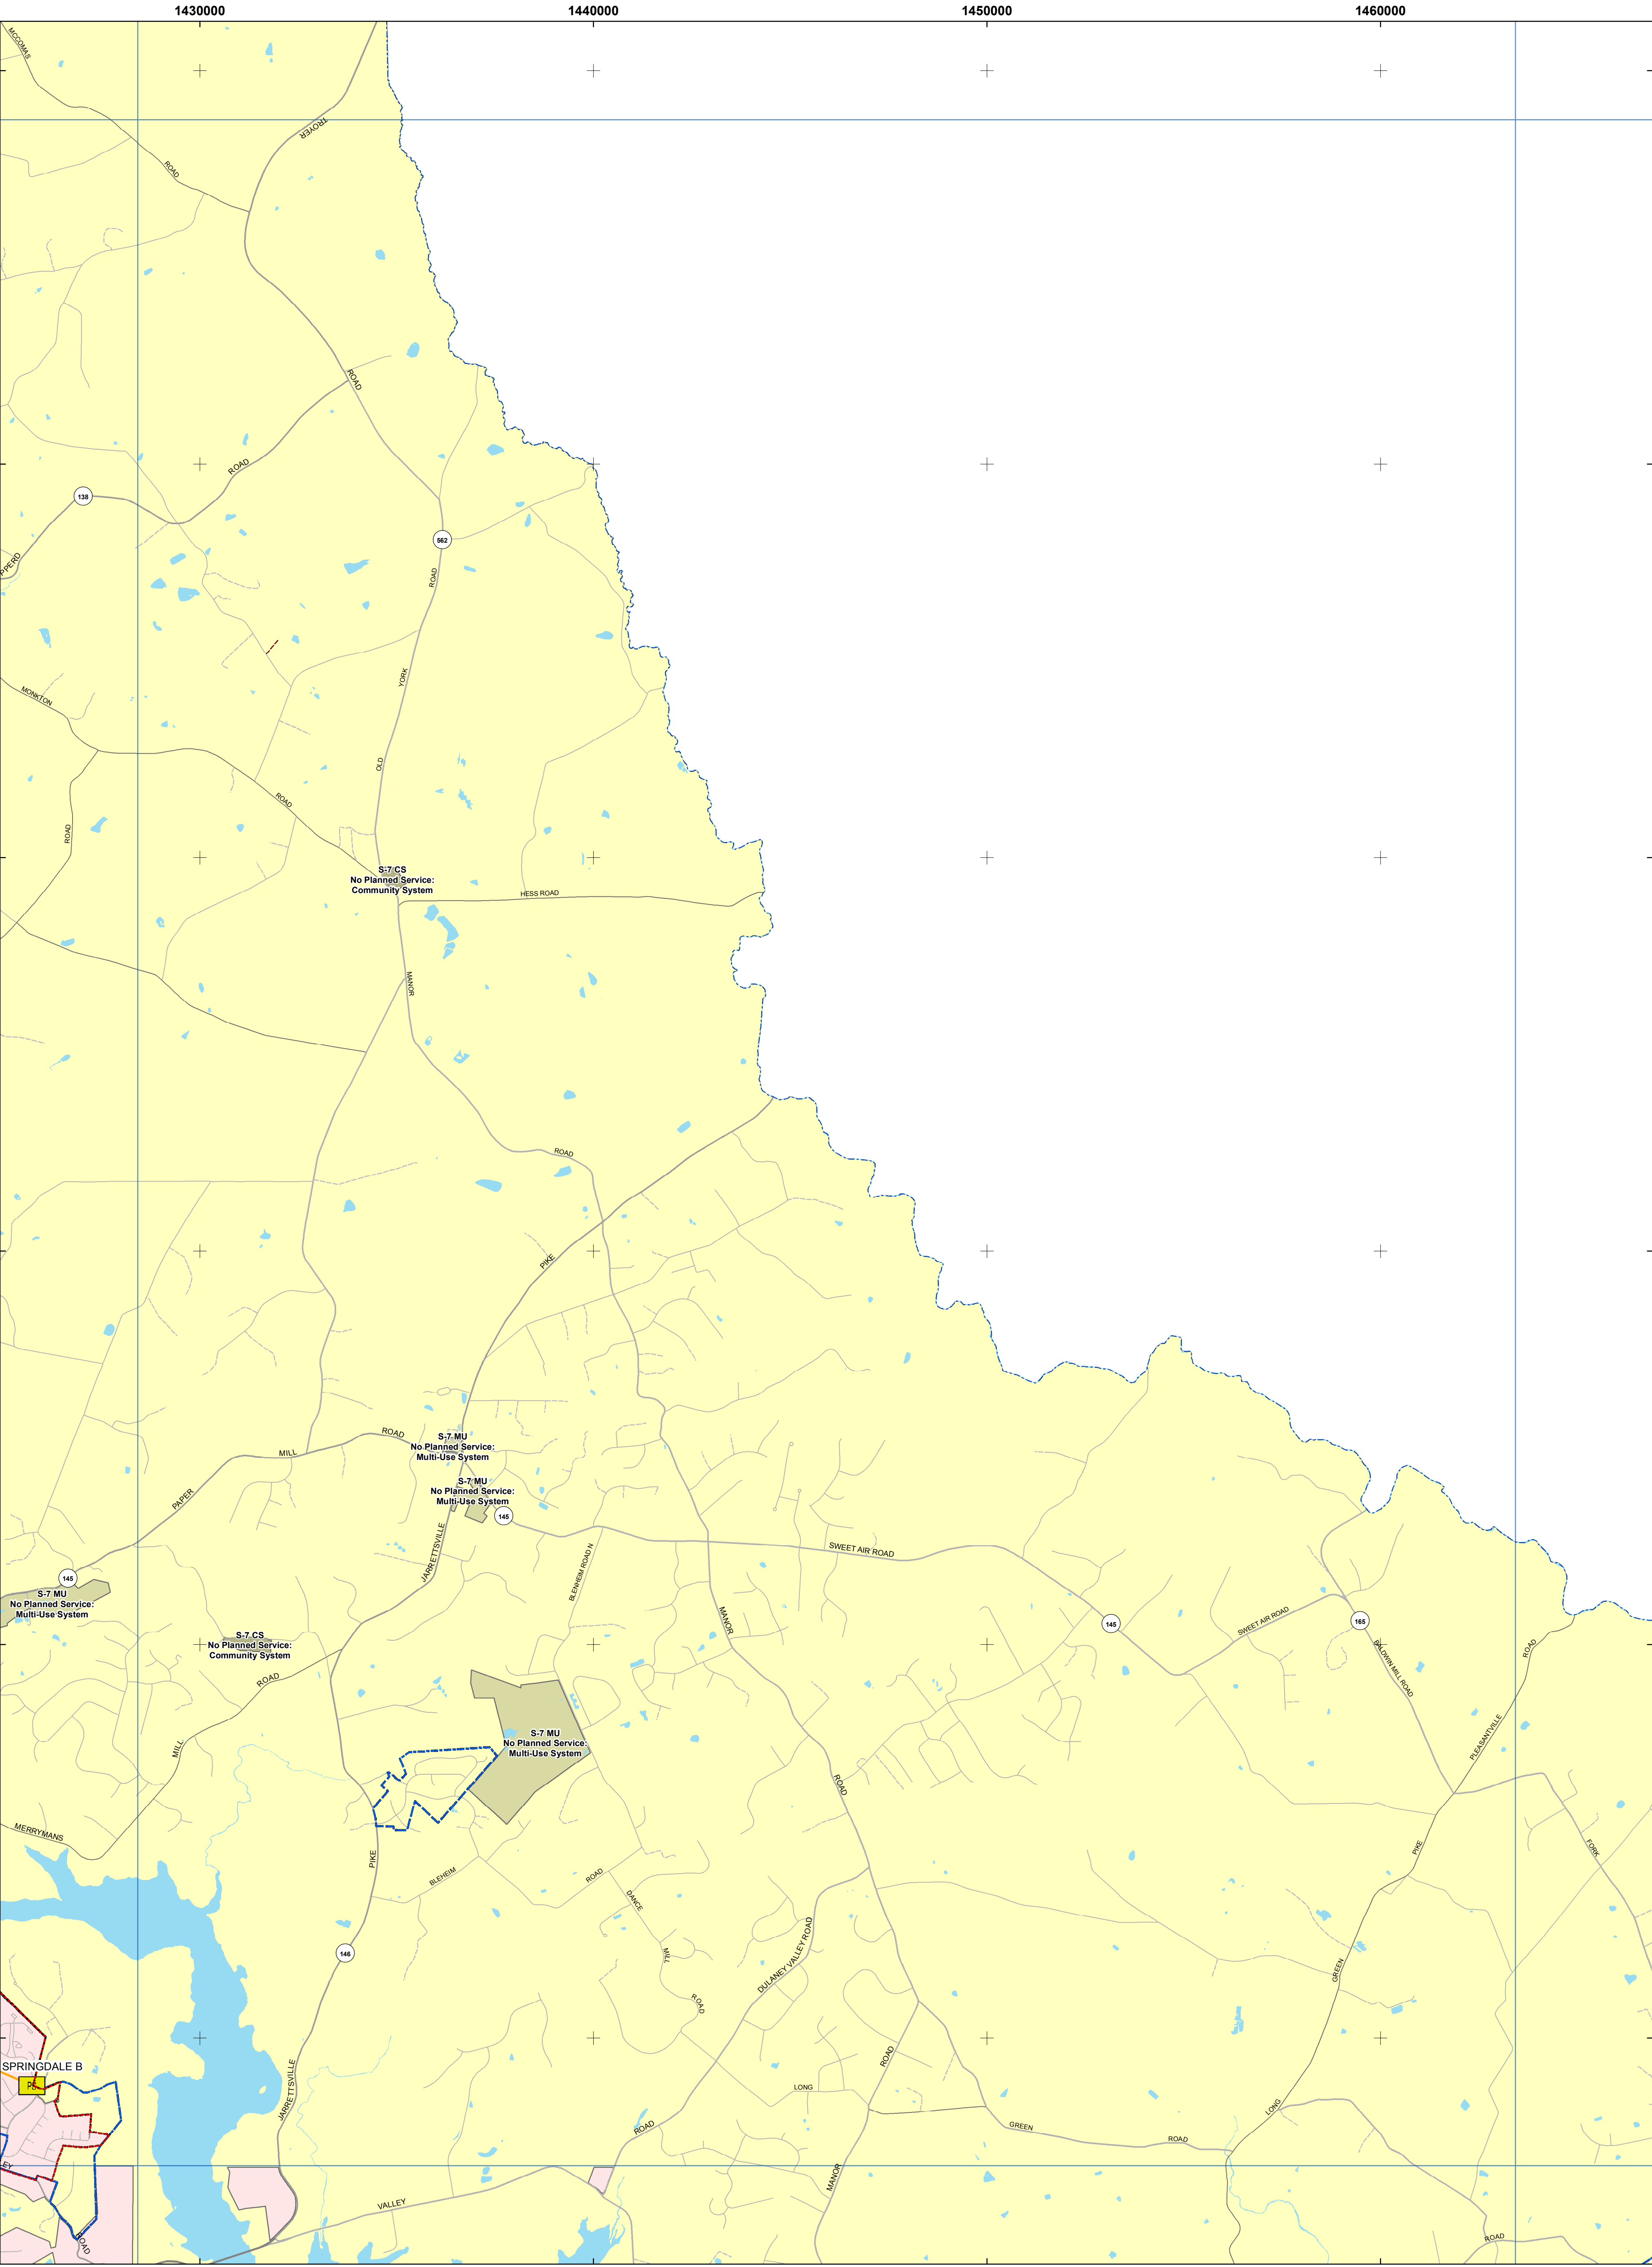 1430000
1440000
1450000
1460000
MCCOMAS
TROYER
ROAD
ROAD
ROAD
138
562
PPERD
ROAD
YORK
MONKTON
OLD
ROAD
ROAD
S-7 CS
No Planned Service:
Community System
HESS ROAD
MANOR
ROAD
PIKE
ROAD
S-7 MU
No Planned Service:
Multi-Use System
MILL
S-7 MU
No Planned Service:
Multi-Use System
PAPER
145
JARRETTSVILLE
SWEET AIR ROAD
BLENHEIM ROAD N
145
S-7 MU
No Planned Service:
Multi-Use System
MANOR
145
SWEET AIR ROAD
165
S-7 CS
No Planned Service:
Community System
BALDWIN MILL ROAD
ROAD
ROAD
S-7 MU
No Planned Service:
Multi-Use System
PLEASANTVILLE
MILL
ROAD
MERRYMANS
PIKE
PIKE
FORK
BLEHEIM
ROAD
DANCE
146
MILL
DULANEY VALLEY ROAD
GREEN
ROAD
SPRINGDALE B
PS
ROAD
LONG
JARRETTSVILLE
LONG
ROAD
GREEN
ROAD
EY
MANOR
VALLEY
ROAD
ROAD